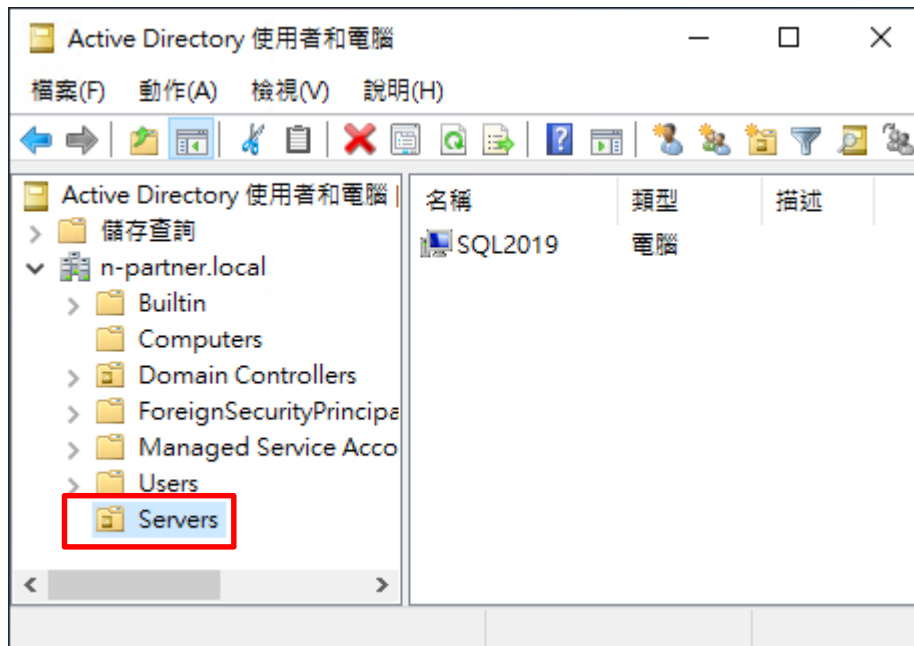 Active Directory 使用者和電腦
檔案(F) 動作(A) 檢視(V) 說明(H)
Active Directory 使用者和電腦 [
儲存查詢
n-partner.local
Builtin
Computers
Domain Controllers
ForeignSecurityPrincipa
Managed Service Acco
Users
Servers
名稱 類型 描述
SQL2019 電腦